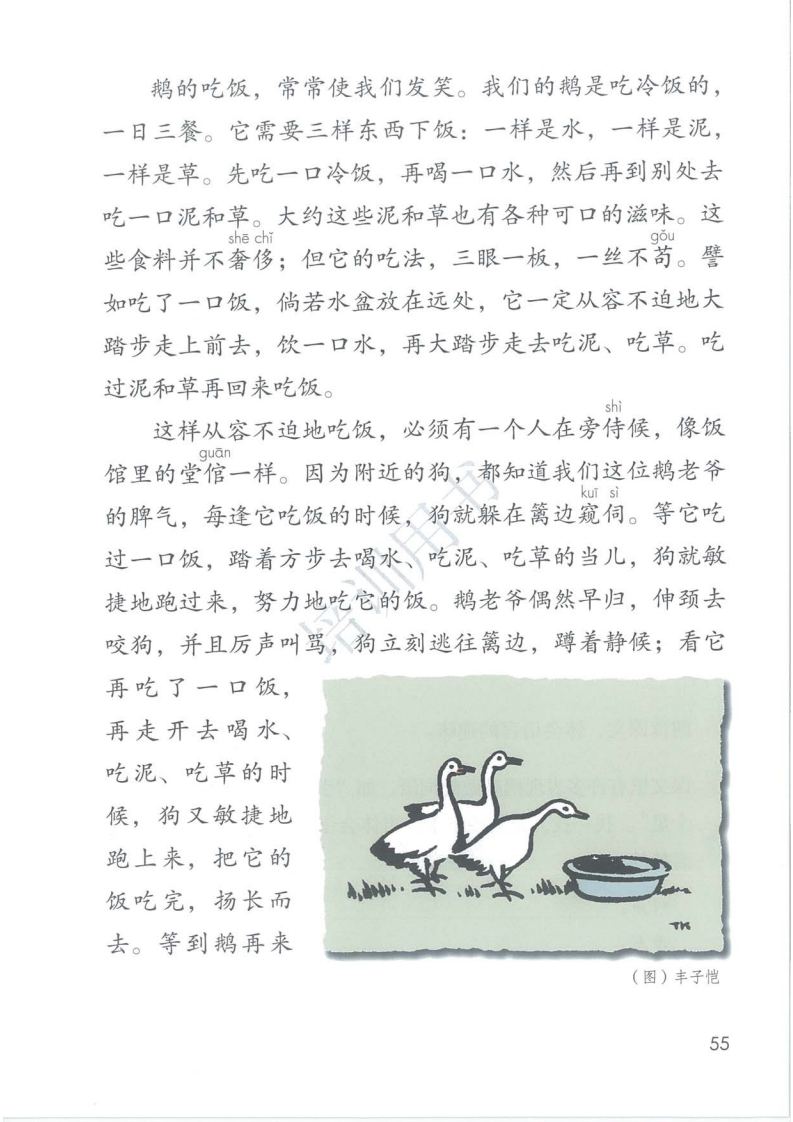 鹅的吃饭，常常使我们发笑。我们的鹅是吃冷饭的，
一日三餐。它需要三样东西下饭：一样是水，一样是泥，
一样是草。先吃一口冷饭，再喝一口水，然后再到别处去
吃一口泥和草。大约这些泥和草也有各种可口的滋味。这
shē chǐ gǒu
些食料并不奢侈；但它的吃法，三眼一板，一丝不苟。譬
如吃了一口饭，倘若水盆放在远处，它一定从容不迫地大
踏步走上前去，饮一口水，再大踏步走去吃泥、吃草。吃
过泥和草再回来吃饭。
shì
这样从容不迫地吃饭，必须有一个人在旁侍候，像饭
guān
馆里的堂倌一样。因为附近的狗，都知道我们这位鹅老爷
kuī sì
的脾气，每逢它吃饭的时候，狗就躲在篱边窥伺。等它吃
过一口饭，踏着方步去喝水、吃泥、吃草的当儿，狗就敏
捷地跑过来，努力地吃它的饭。鹅老爷偶然早归，伸颈去
咬狗，并且厉声叫骂，狗立刻逃往篱边，蹲着静候；看它
再吃了一口饭，
再走开去喝水、
吃泥、吃草的时
候，狗又敏捷地
跑上来，把它的
饭吃完，扬长而
去。等到鹅再来
培训用书
TK
（图）丰子恺
55